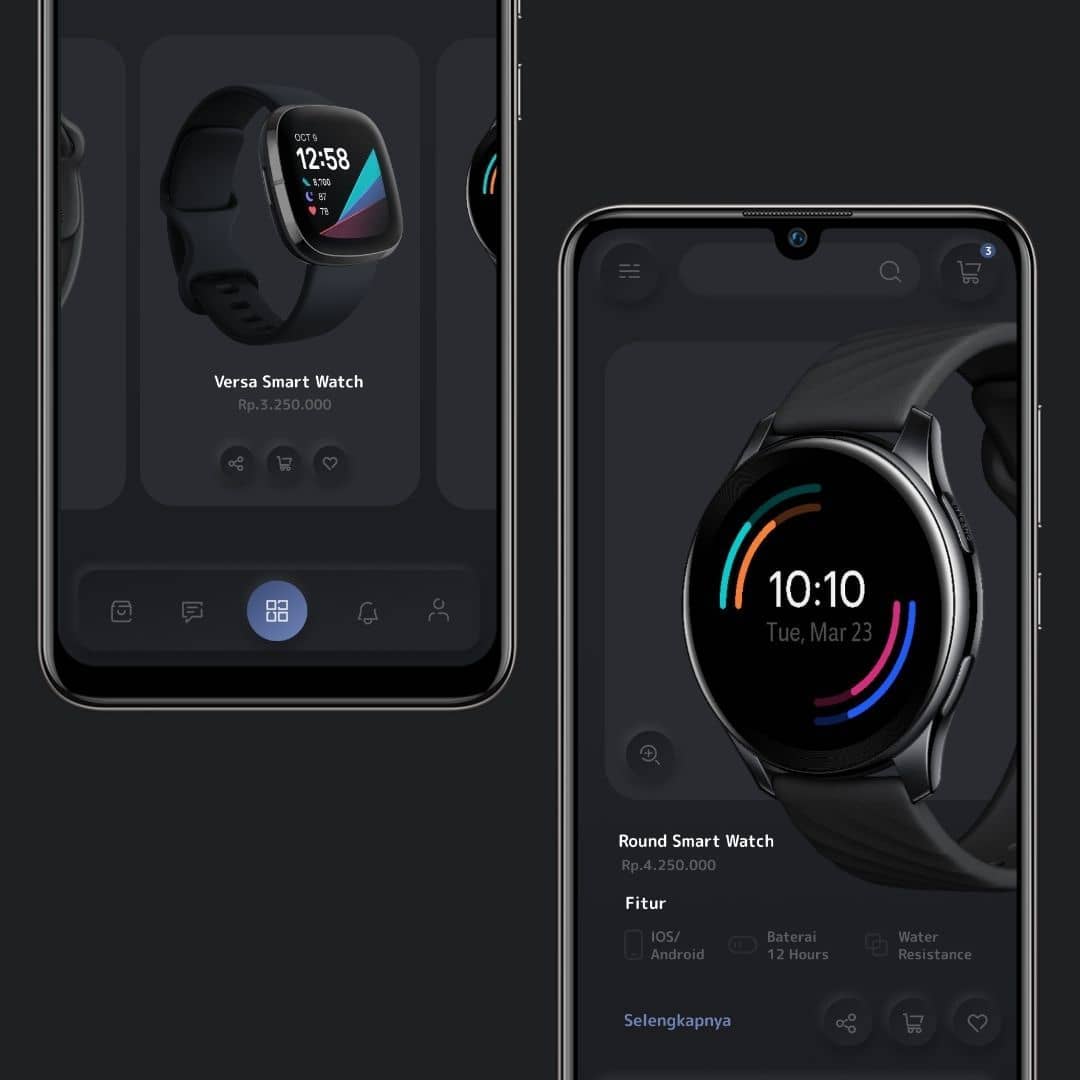 OCT 9
12:58
8,700
87
78
Versa Smart Watch
Rp.3.250.000
3
10:10
Tue, Mar 23
Round Smart Watch
Rp.4.250.000
Fitur
IOS/
Android
Baterai
12 Hours
Water
Resistance
Selengkapnya